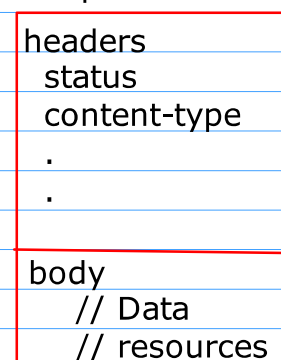 headers
status
content-type
.
.
body
// Data
// resources